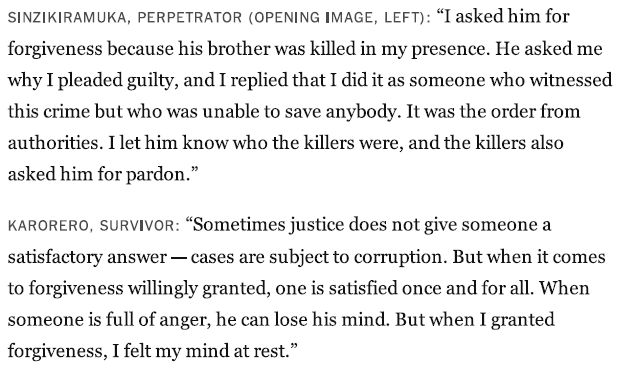 SINZIKIRAMUKA, PERPETRATOR (OPENING IMAGE, LEFT): “I asked him for
forgiveness because his brother was killed in my presence. He asked me
why I pleaded guilty, and I replied that I did it as someone who witnessed
this crime but who was unable to save anybody. It was the order from
authorities. I let him know who the killers were, and the killers also
asked him for pardon.”
KARORERO, SURVIVOR: “Sometimes justice does not give someone a
satisfactory answer — cases are subject to corruption. But when it comes
to forgiveness willingly granted, one is satisfied once and for all. When
someone is full of anger, he can lose his mind. But when I granted
forgiveness, I felt my mind at rest.”